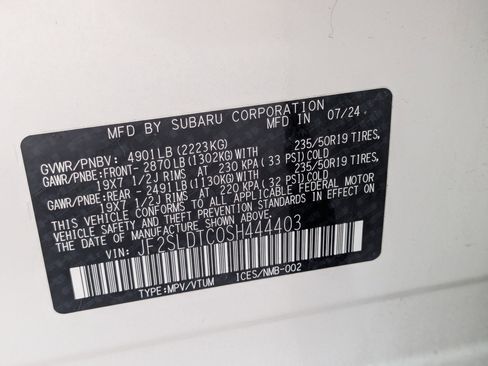 MFD BY SUBARU CORPORATION
MFD IN 07/24
GVWR/PNBV: 4901LB (2223KG)
GAW/PNBE:FRONT- 2870LB (1302KG)WITH 235/50R19 TIRES,
19X7 1/2J RIMS AT 230 KPA( 33 PSI)COLD
GAW/PNBE:REAR - 2491LB (1130KG)WITH 235/50R19 TIRES,
19X7 1/2J RIMS AT 220 KPA( 32 PSI)COLD
THIS VEHICLE CONFORMS TO ALL APPLICABLE FEDERAL MOTOR
VEHICLE SAFETY, BUMPER, AND THEFT PREVENTION STANDARDS IN EFFECT ON
THE DATE OF MANUFACTURE SHOWN ABOVE.
VIN: JF2SLDTC0SH444403
TYPE:MPV/VTUM ICES/NMB-002